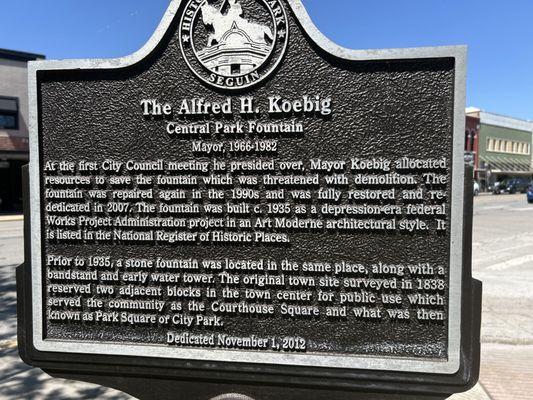 HISTORIC PARK
SEGUIN
The Alfred H. Koebig
Central Park Fountain
Mayor, 1966-1982
At the first City Council meeting he presided over, Mayor Koebig allocated
resources to save the fountain which was threatened with demolition. The
fountain was repaired again in the 1990s and was fully restored and re-
dedicated in 2007. The fountain was built c. 1935 as a depression-era federal
Works Project Administration project in an Art Moderne architectural style. It
is listed in the National Register of Historic Places.
Prior to 1935, a stone fountain was located in the same place, along with a
bandstand and early water tower. The original town site surveyed in 1838
reserved two adjacent blocks in the town center for public use which
served the community as the Courthouse Square and what was then
known as Park Square of City Park.
Dedicated November 1, 2012